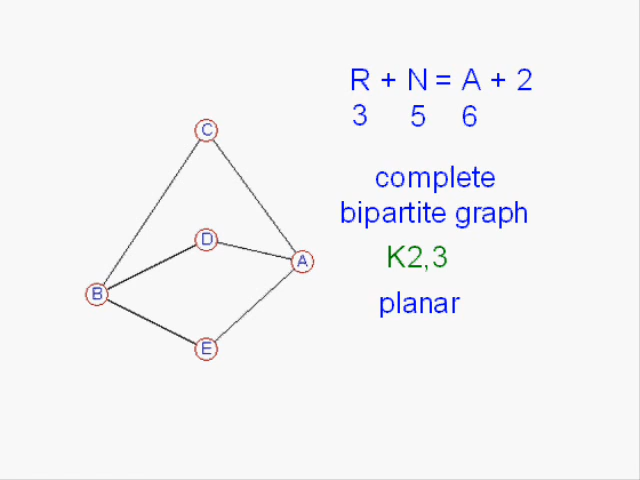 R + N = A + 2
3 5 6
C
complete
bipartite graph
D
K2,3
A
B
planar
E